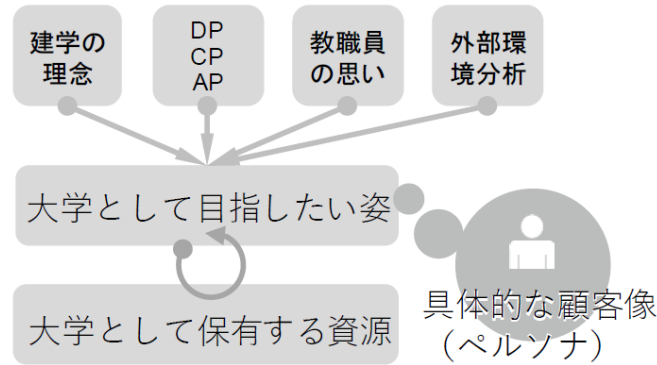 建学の
理念
DP
CP
AP
教職員
の思い
外部環
境分析
大学として目指したい姿
大学として保有する資源
具体的な顧客像
（ペルソナ）